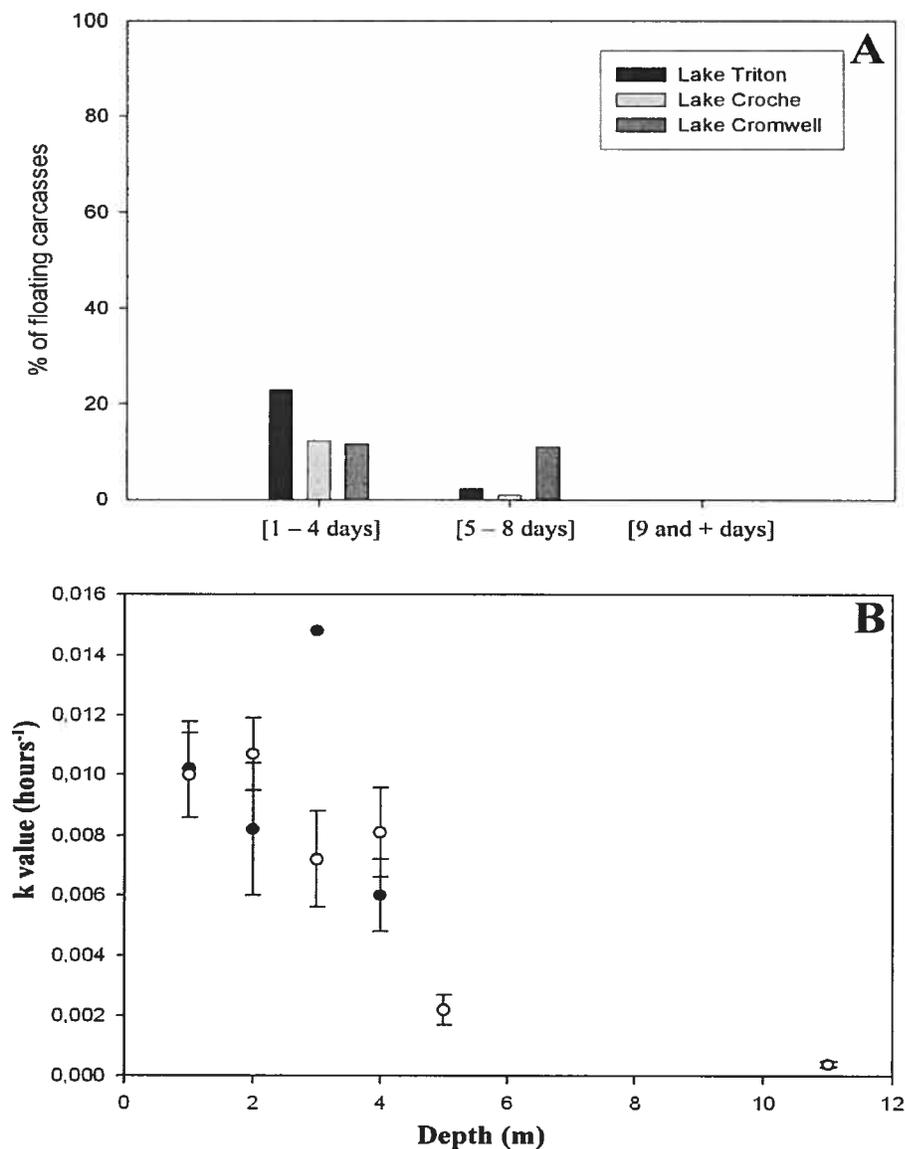 A
Lake Triton
Lake Croche
Lake Cromwell
% of floating carcasses
100
80
60
40
20
0
[1 – 4 days] [5 – 8 days] [9 and + days]
B
k value (hours⁻¹)
0,016
0,014
0,012
0,010
0,008
0,006
0,004
0,002
0,000
0 2 4 6 8 10 12
Depth (m)